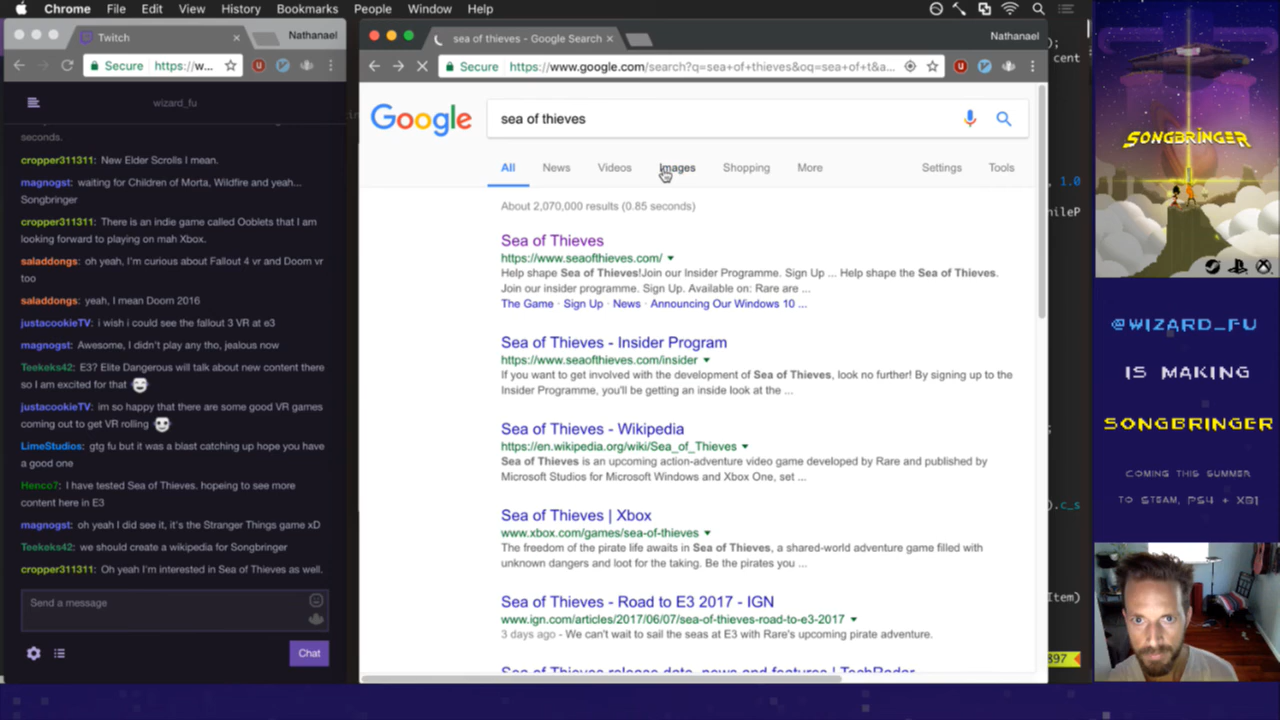 Chrome File Edit View History Bookmarks People Window Help
Twitch
Nathanael
Secure https://w...
wizard_fu
seconds.
cropper311311: New Elder Scrolls I mean.
magnogst: waiting for Children of Morta, Wildfire and yeah...
Songbringer
cropper311311: There is an indie game called Ooblets that I am
looking forward to playing on mah Xbox.
saladdongs: oh yeah, I'm curious about Fallout 4 vr and Doom vr
too
saladdongs: yeah, I mean Doom 2016
justacookieTV: i wish i could see the fallout 3 VR at e3
magnogst: Awesome, I didn't play any tho, jealous now
Teekeks42: E3? Elite Dangerous will talk about new content there
so I am excited for that
justacookieTV: im so happy that there are some good VR games
coming out to get VR rolling
LimeStudios: gtg fu but it was a blast catching up hope you have
a good one
Henco7: I have tested Sea of Thieves. hopeing to see more
content here in E3
magnogst: oh yeah I did see it, it's the Stranger Things game xD
Teekeks42: we should create a wikipedia for Songbringer
cropper311311: Oh yeah I'm interested in Sea of Thieves as well.
Send a message
Chat
sea of thieves - Google Search
Nathanael
Secure https://www.google.com/search?q=sea+of+thieves&oq=sea+of+t&a...
Google
sea of thieves
All News Videos Images Shopping More Settings Tools
About 2,070,000 results (0.85 seconds)
Sea of Thieves
https://www.seaofthieves.com/
Help shape Sea of Thieves!Join our Insider Programme. Sign Up ... Help shape the Sea of Thieves.
Join our insider programme. Sign Up. Available on: Rare are ...
The Game · Sign Up · News · Announcing Our Windows 10 ...
Sea of Thieves - Insider Program
https://www.seaofthieves.com/insider
If you want to get involved with the development of Sea of Thieves, look no further! By signing up to the
Insider Programme, you'll be getting an inside look at the ...
Sea of Thieves - Wikipedia
https://en.wikipedia.org/wiki/Sea_of_Thieves
Sea of Thieves is an upcoming action-adventure video game developed by Rare and published by
Microsoft Studios for Microsoft Windows and Xbox One, set ...
Sea of Thieves | Xbox
www.xbox.com/games/sea-of-thieves
The freedom of the pirate life awaits in Sea of Thieves, a shared-world adventure game filled with
unknown dangers and loot for the taking. Be the pirates you ...
Sea of Thieves - Road to E3 2017 - IGN
www.ign.com/articles/2017/06/07/sea-of-thieves-road-to-e3-2017
3 days ago - We can't wait to sail the seas at E3 with Rare's upcoming pirate adventure.
Sea of Thieves release date, news and features | TechRadar
);
cent
, 1.0
hileP
;
).c_s
Item)
897
SONGBRINGER
@WIZARD_FU
IS MAKING
SONGBRINGER
COMING THIS SUMMER
TO STEAM, PS4 + XB1